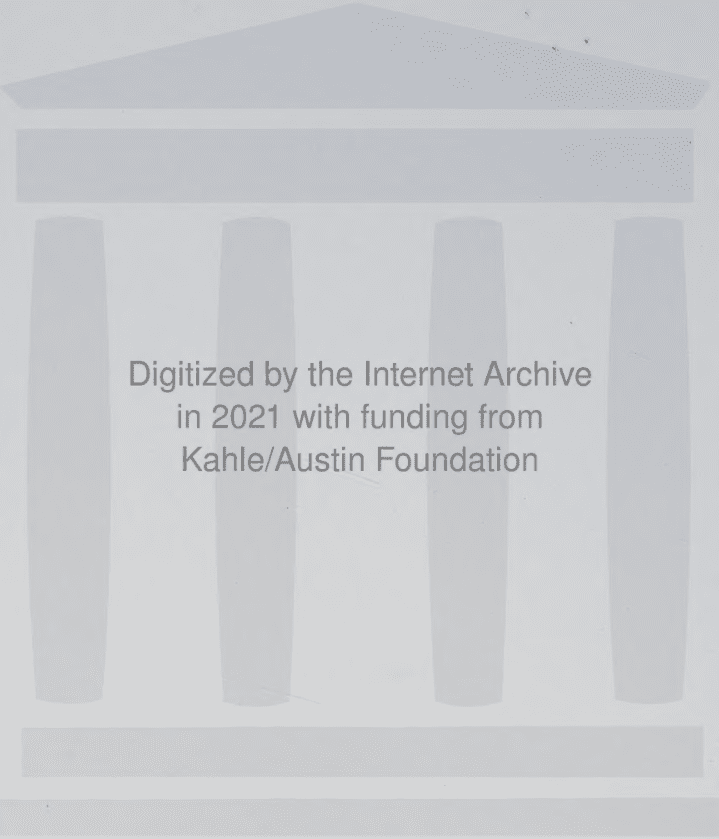 Digitized by the Internet Archive
in 2021 with funding from
Kahle/Austin Foundation